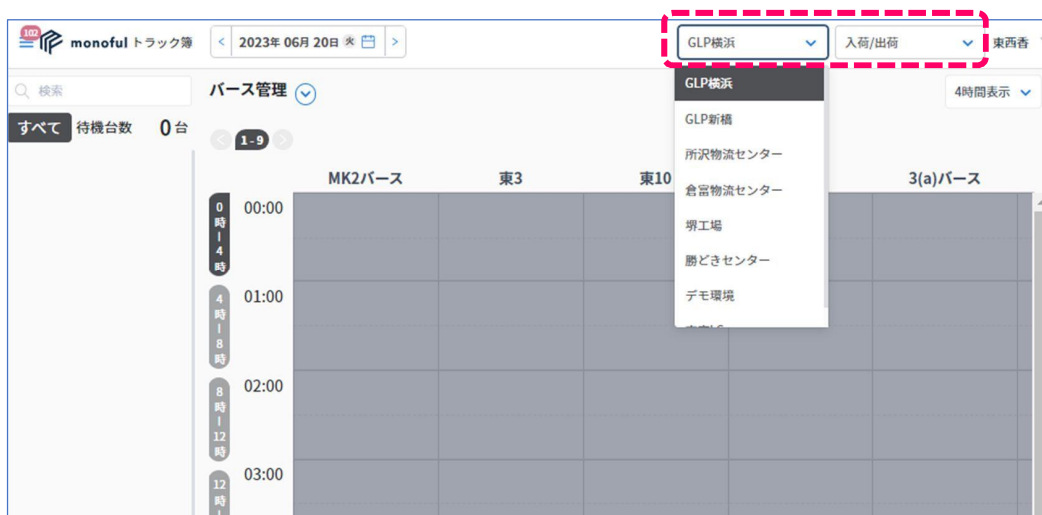 102
monoful トラック簿
2023年 06月 20日 火
GLP横浜
入荷/出荷
東西香
検索
すべて 待機台数 0台
バース管理
4時間表示
1-9
GLP横浜
GLP新橋
所沢物流センター
倉富物流センター
堺工場
勝どきセンター
デモ環境
MK2バース
東3
東10
3(a)バース
0時ー4時
00:00
4時ー8時
01:00
8時ー12時
02:00
12時
03:00